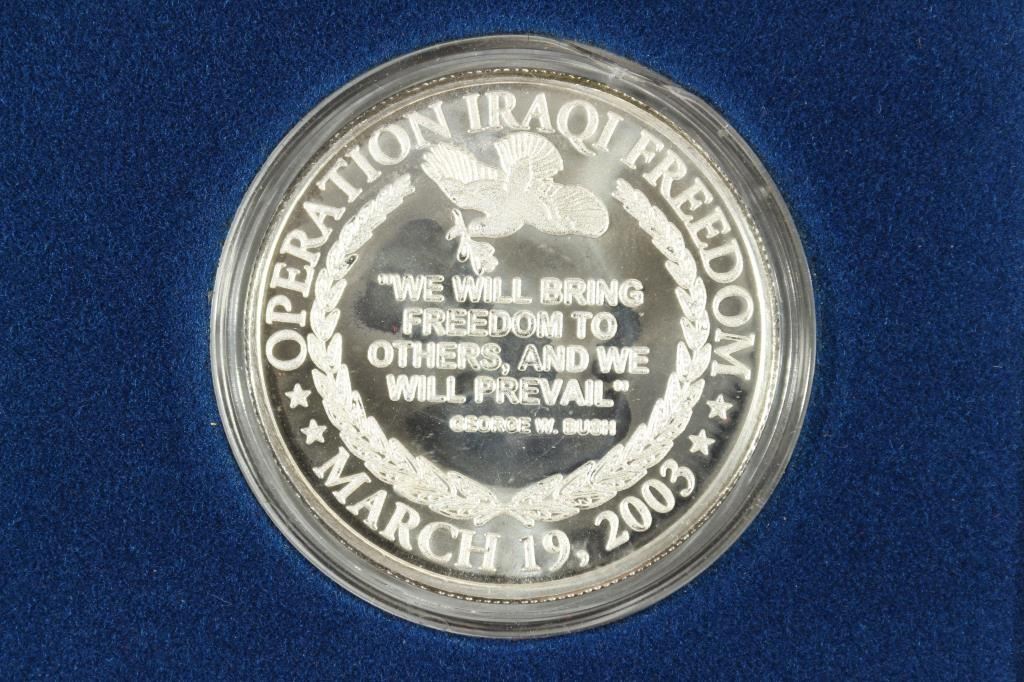 OPERATION IRAQI FREEDOM
"WE WILL BRING
FREEDOM TO
OTHERS, AND WE
WILL PREVAIL"
GEORGE W. BUSH
MARCH 19, 2003